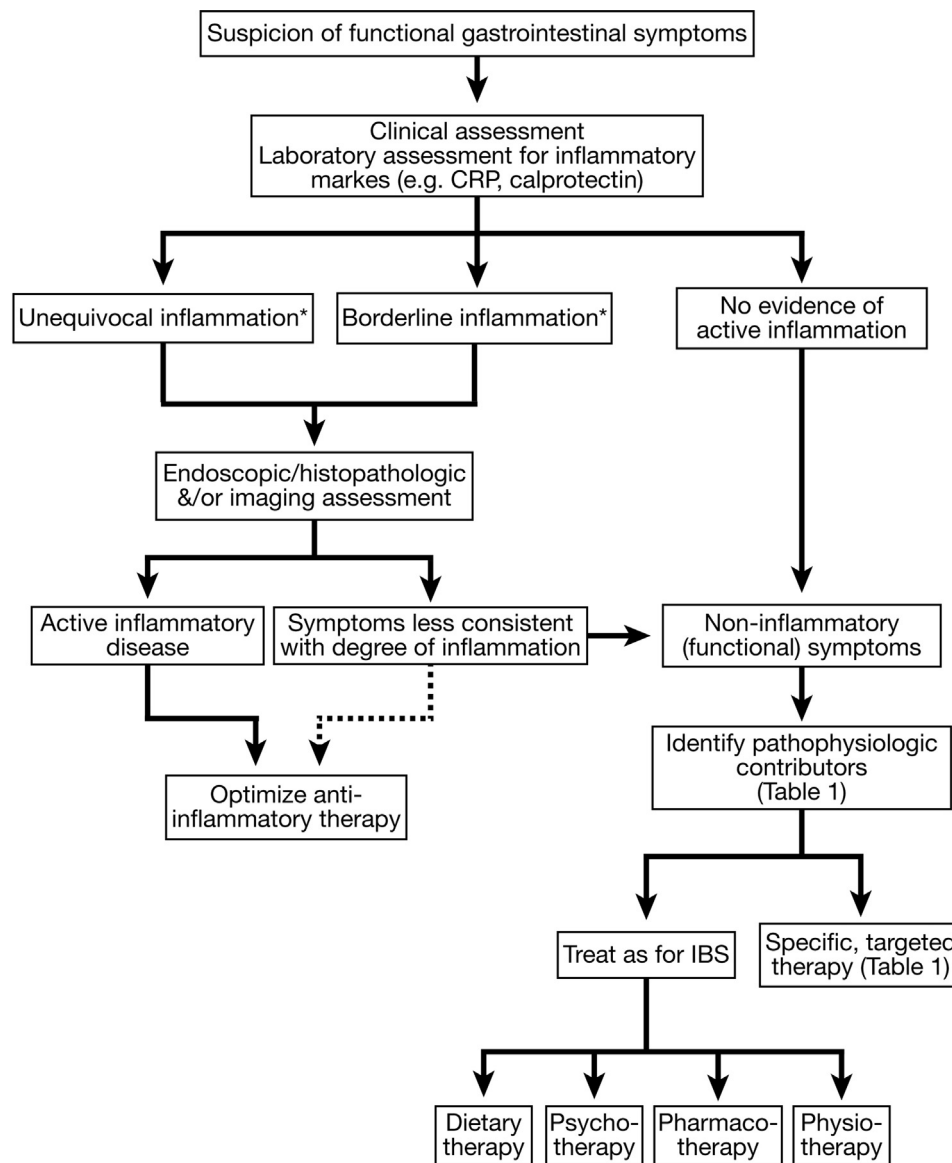 Suspicion of functional gastrointestinal symptoms
Clinical assessment
Laboratory assessment for inflammatory
markes (e.g. CRP, calprotectin)
Unequivocal inflammation*
Borderline inflammation*
No evidence of
active inflammation
Endoscopic/histopathologic
&/or imaging assessment
Active inflammatory
disease
Symptoms less consistent
with degree of inflammation
Non-inflammatory
(functional) symptoms
Optimize anti-
inflammatory therapy
Identify pathophysiologic
contributors
(Table 1)
Treat as for IBS
Specific, targeted
therapy (Table 1)
Dietary
therapy
Psycho-
therapy
Pharmaco-
therapy
Physio-
therapy